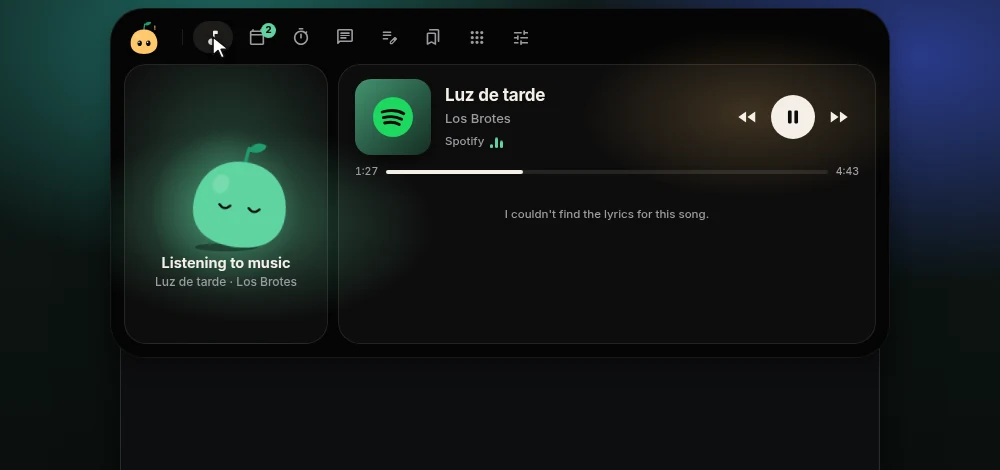 2
Luz de tarde
Los Brotes
Spotify
1:27
4:43
I couldn't find the lyrics for this song.
Listening to music
Luz de tarde · Los Brotes